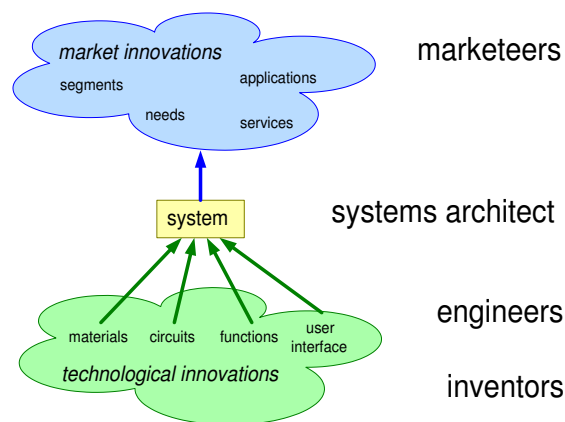 market innovations
marketeers
segments
applications
needs
services
system
systems architect
engineers
materials
circuits
functions
user
interface
technological innovations
inventors